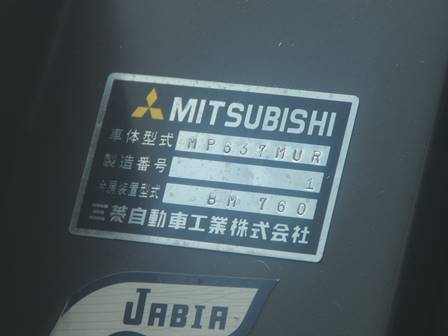 MITSUBISHI
車体型式 MP637MUR
製造番号 1
冷房装置型式 BM 760
三菱自動車工業株式会社
JABIA